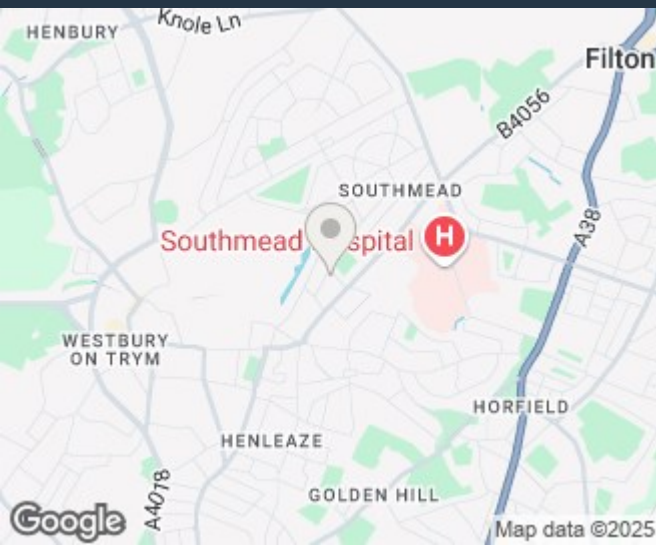 Knole Ln
HENBURY
Filton
B4056
SOUTHMEAD
Southmead
spital
H
A38
WESTBURY
ON TRYM
HORFIELD
HENLEAZE
A4018
GOLDEN HILL
Google
Map data ©2025